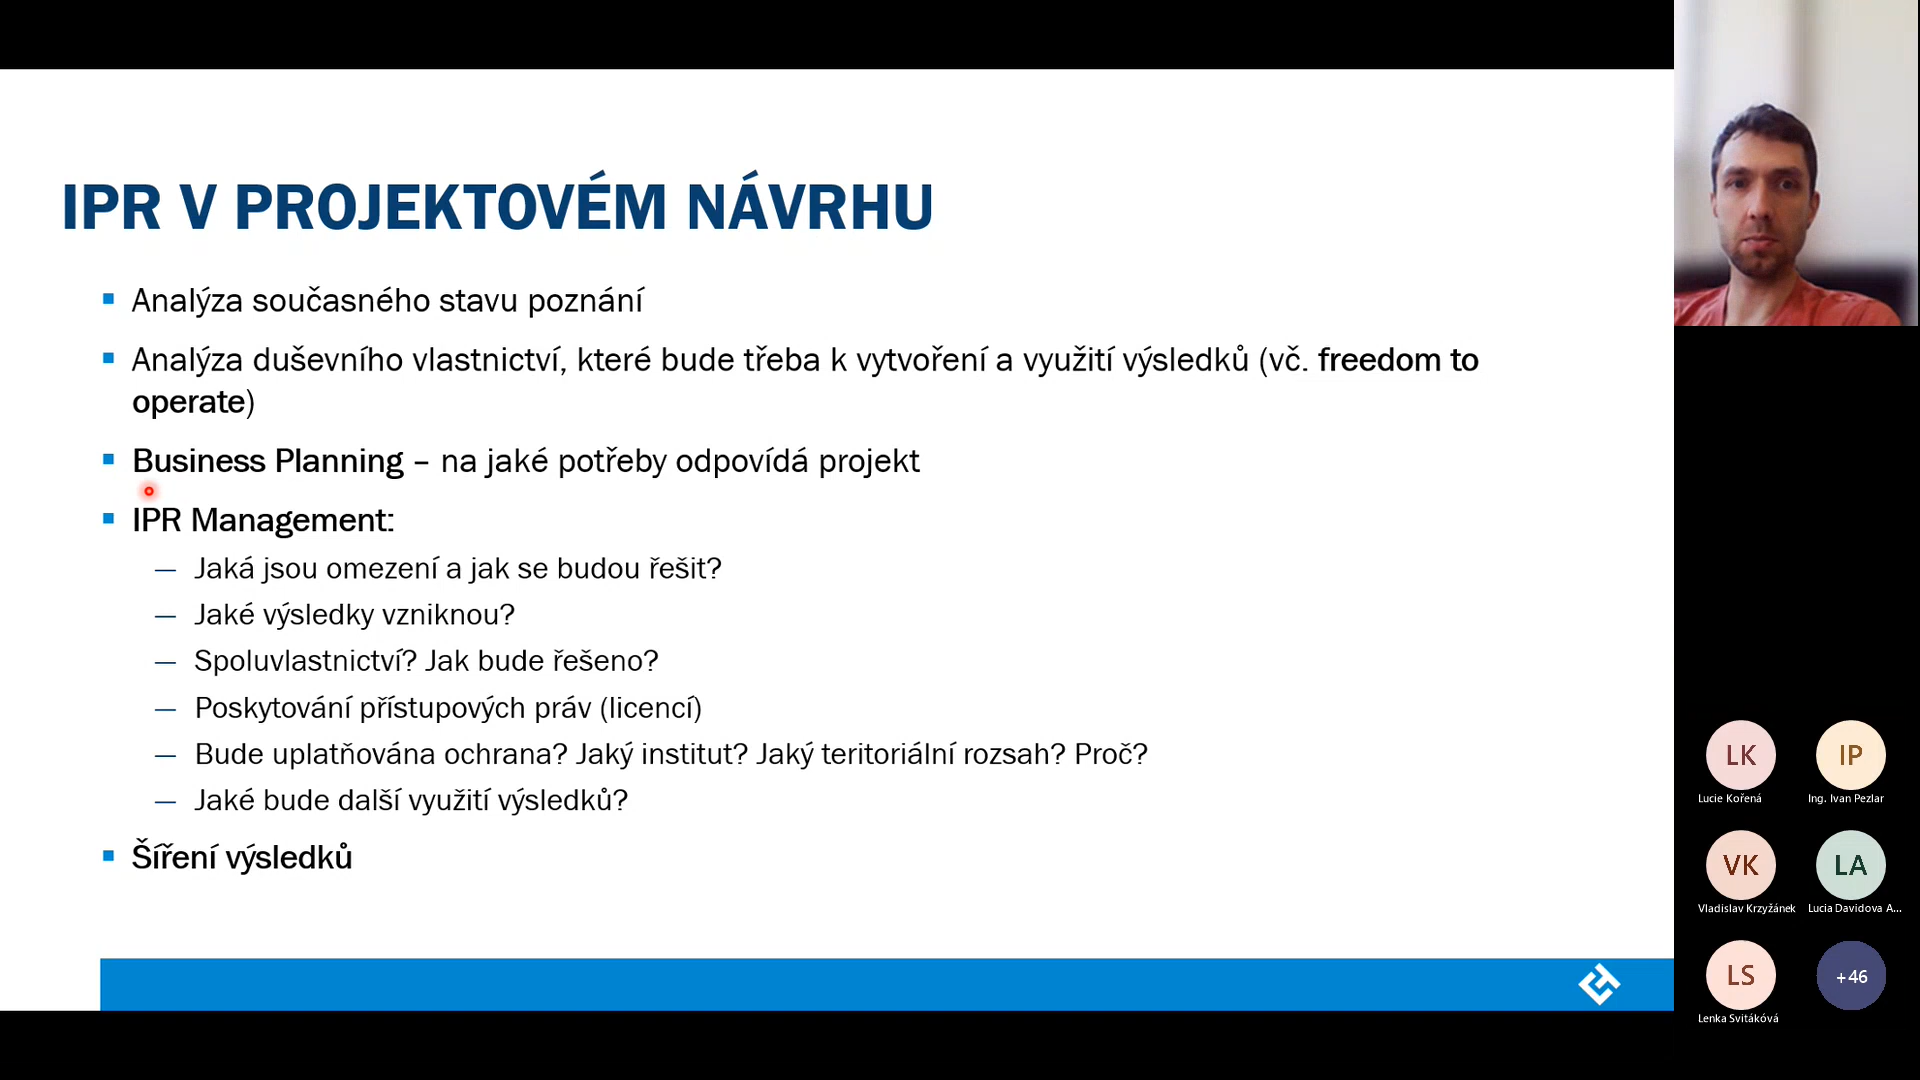 IPR V PROJEKTOVÉM NÁVRHU
Analýza současného stavu poznání
Analýza duševního vlastnictví, které bude třeba k vytvoření a využití výsledků (vč. freedom to
operate)
Business Planning – na jaké potřeby odpovídá projekt
IPR Management:
— Jaká jsou omezení a jak se budou řešit?
— Jaké výsledky vzniknou?
— Spoluvlastnictví? Jak bude řešeno?
— Poskytování přístupových práv (licencí)
— Bude uplatňována ochrana? Jaký institut? Jaký teritoriální rozsah? Proč?
— Jaké bude další využití výsledků?
Šíření výsledků
LK
Lucie Kořená
IP
Ing. Ivan Pezlar
VK
Vladislav Krzyžánek
LA
Lucia Davidova A...
LS
Lenka Svitáková
+46